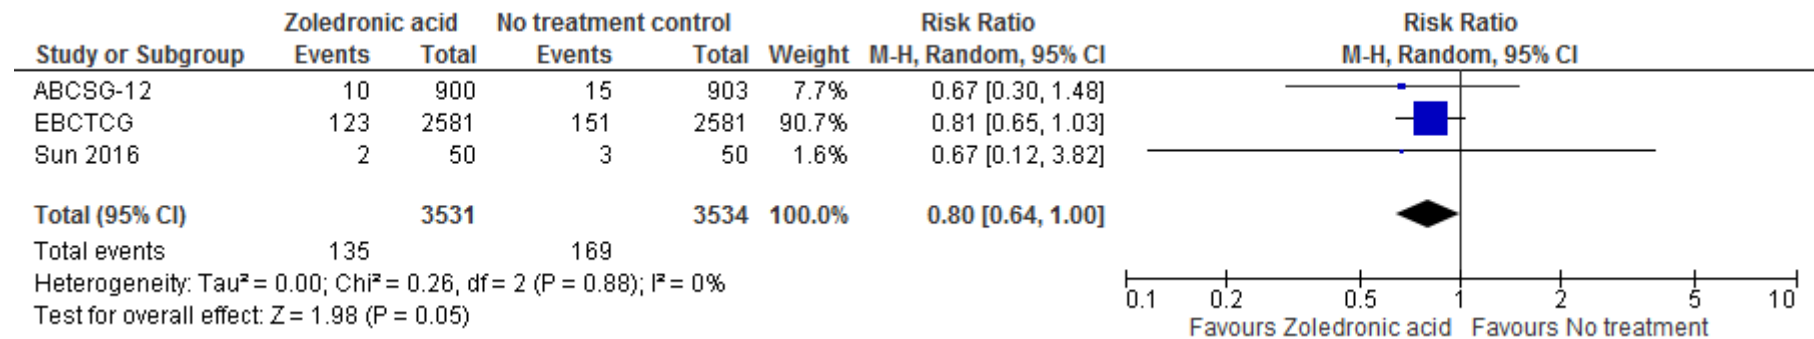 Zoledronic acid No treatment control Risk Ratio Risk Ratio
Study or Subgroup Events Total Events Total Weight M-H, Random, 95% CI M-H, Random, 95% CI
ABCSG-12 10 900 15 903 7.7% 0.67 [0.30, 1.48]
EBCTCG 123 2581 151 2581 90.7% 0.81 [0.65, 1.03]
Sun 2016 2 50 3 50 1.6% 0.67 [0.12, 3.82]
Total (95% CI) 3531 3534 100.0% 0.80 [0.64, 1.00]
Total events 135 169
Heterogeneity: Tau² = 0.00; Chi² = 0.26, df = 2 (P = 0.88); I² = 0%
Test for overall effect: Z = 1.98 (P = 0.05)
0.1 0.2 0.5 1 2 5 10
Favours Zoledronic acid Favours No treatment